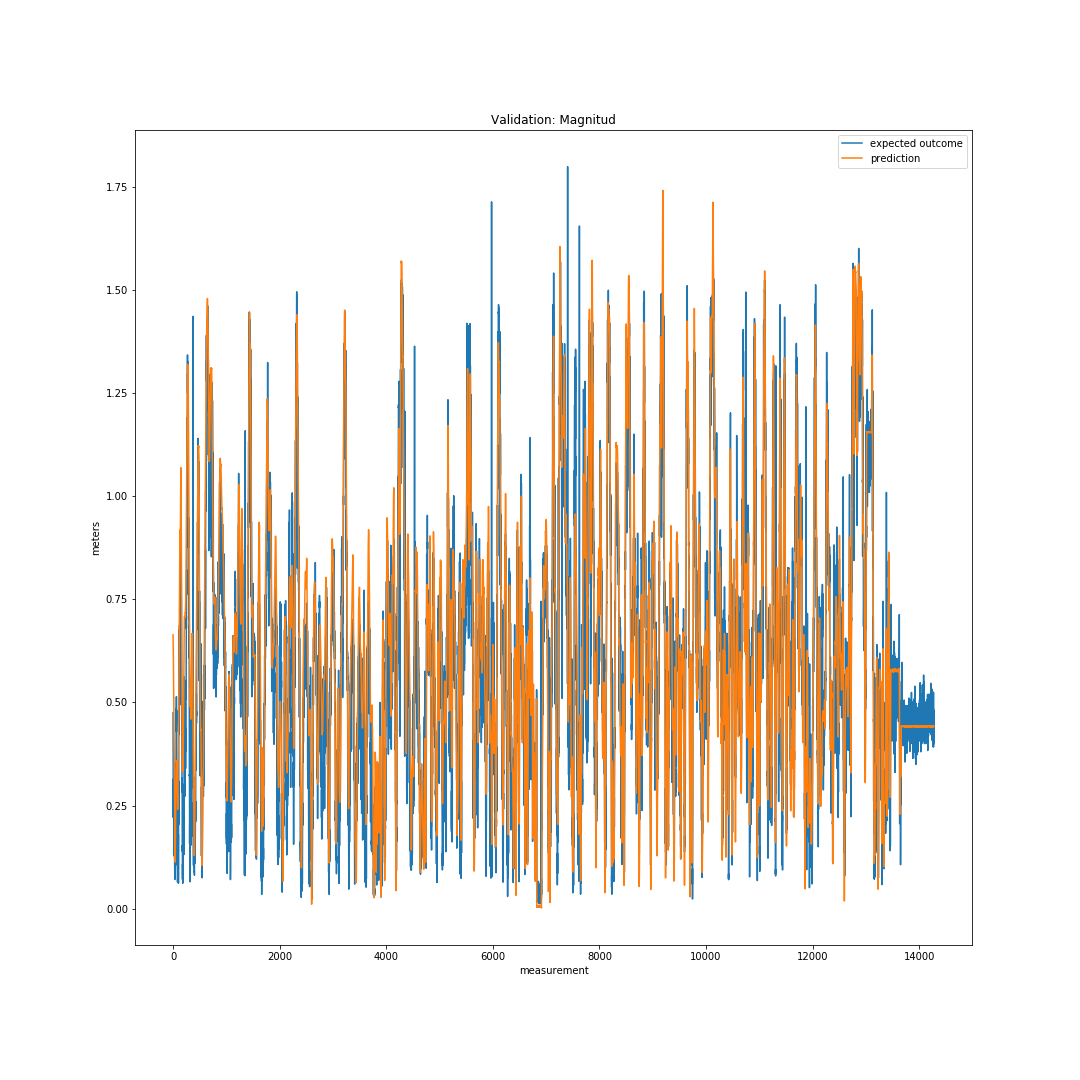 Validation: Magnitud
expected outcome
prediction
1.75
1.50
1.25
1.00
0.75
0.50
0.25
0.00
meters
0 2000 4000 6000 8000 10000 12000 14000
measurement